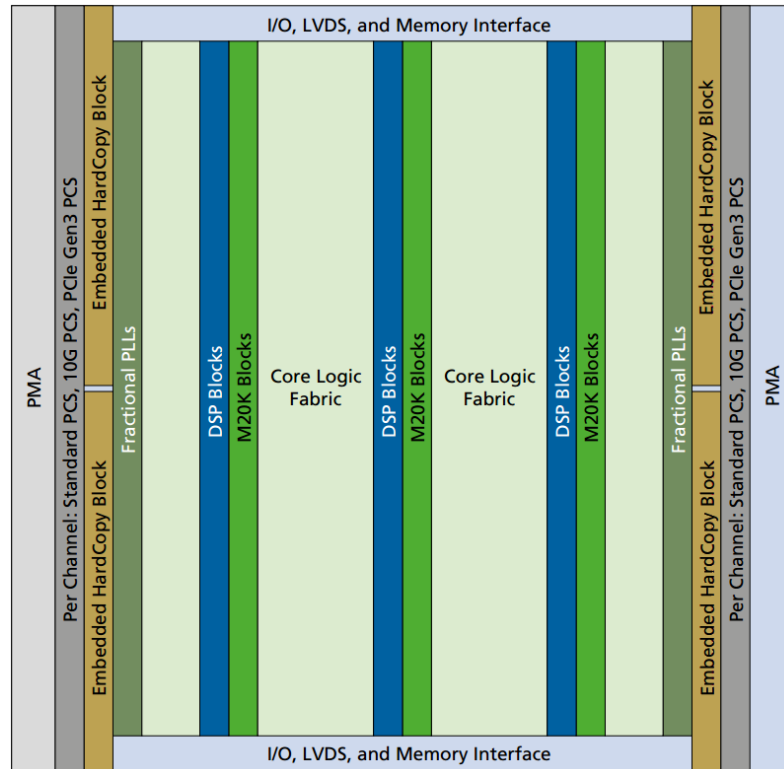 I/O, LVDS, and Memory Interface
PMA
Per Channel: Standard PCS, 10G PCS, PCIe Gen3 PCS
Embedded HardCopy Block
Embedded HardCopy Block
Fractional PLLs
DSP Blocks
M20K Blocks
Core Logic
Fabric
DSP Blocks
M20K Blocks
Core Logic
Fabric
DSP Blocks
M20K Blocks
Fractional PLLs
Embedded HardCopy Block
Embedded HardCopy Block
Per Channel: Standard PCS, 10G PCS, PCIe Gen3 PCS
PMA
I/O, LVDS, and Memory Interface